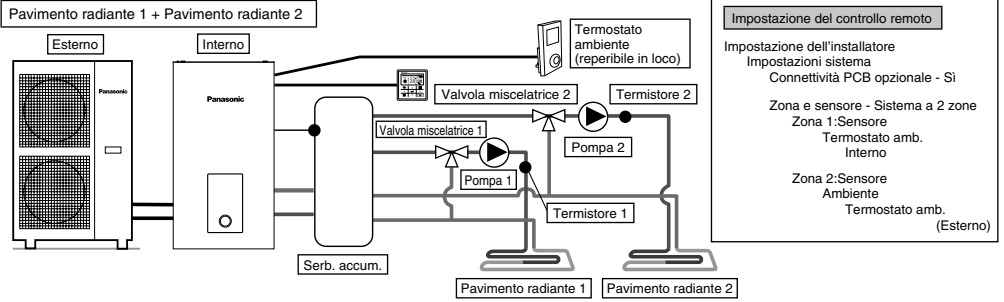 Pavimento radiante 1 + Pavimento radiante 2
Esterno
Interno
Panasonic
Panasonic
Termostato
ambiente
(reperibile in loco)
Valvola miscelatrice 2
Termistore 2
Valvola miscelatrice 1
Pompa 2
Pompa 1
Termistore 1
Serb. accum.
Pavimento radiante 1
Pavimento radiante 2
Impostazione del controllo remoto
Impostazione dell'installatore
Impostazioni sistema
Connettività PCB opzionale - Sì
Zona e sensore - Sistema a 2 zone
Zona 1:Sensore
Termostato amb.
Interno
Zona 2:Sensore
Ambiente
Termostato amb.
(Esterno)